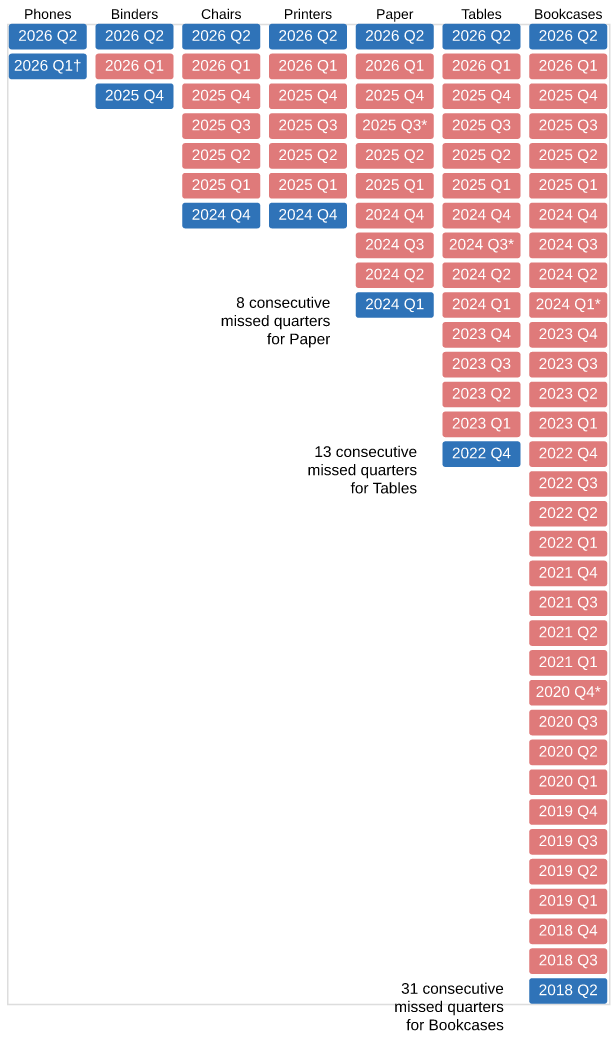 Phones Binders Chairs Printers Paper Tables Bookcases
2026 Q2 2026 Q2 2026 Q2 2026 Q2 2026 Q2 2026 Q2 2026 Q2
2026 Q1† 2026 Q1 2026 Q1 2026 Q1 2026 Q1 2026 Q1 2026 Q1
2025 Q4 2025 Q4 2025 Q4 2025 Q4 2025 Q4 2025 Q4
2025 Q3 2025 Q3 2025 Q3* 2025 Q3 2025 Q3
2025 Q2 2025 Q2 2025 Q2 2025 Q2 2025 Q2
2025 Q1 2025 Q1 2025 Q1 2025 Q1 2025 Q1
2024 Q4 2024 Q4 2024 Q4 2024 Q4 2024 Q4
2024 Q3 2024 Q3* 2024 Q3
2024 Q2 2024 Q2 2024 Q2
8 consecutive 2024 Q1 2024 Q1 2024 Q1*
missed quarters
for Paper
2023 Q4 2023 Q4
2023 Q3 2023 Q3
2023 Q2 2023 Q2
2023 Q1 2023 Q1
13 consecutive 2022 Q4 2022 Q4
missed quarters
for Tables
2022 Q3
2022 Q2
2022 Q1
2021 Q4
2021 Q3
2021 Q2
2021 Q1
2020 Q4*
2020 Q3
2020 Q2
2020 Q1
2019 Q4
2019 Q3
2019 Q2
2019 Q1
2018 Q4
2018 Q3
31 consecutive 2018 Q2
missed quarters
for Bookcases